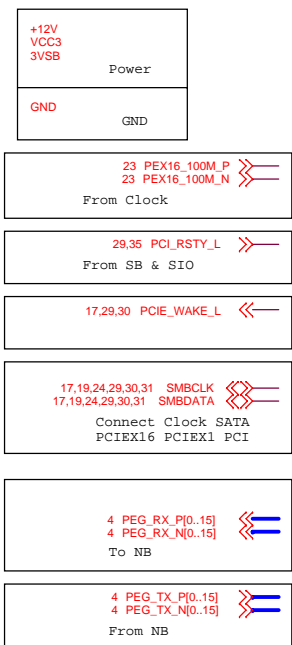 +12V
VCC3
3VSB
Power
GND
GND
23 PEX16_100M_P
23 PEX16_100M_N
From Clock
29,35 PCI_RSTY_L
From SB & SIO
17,29,30 PCIE_WAKE_L
17,19,24,29,30,31 SMBCLK
17,19,24,29,30,31 SMBDATA
Connect Clock SATA
PCIEX16 PCIEX1 PCI
4 PEG_RX_P[0..15]
4 PEG_RX_N[0..15]
To NB
4 PEG_TX_P[0..15]
4 PEG_TX_N[0..15]
From NB